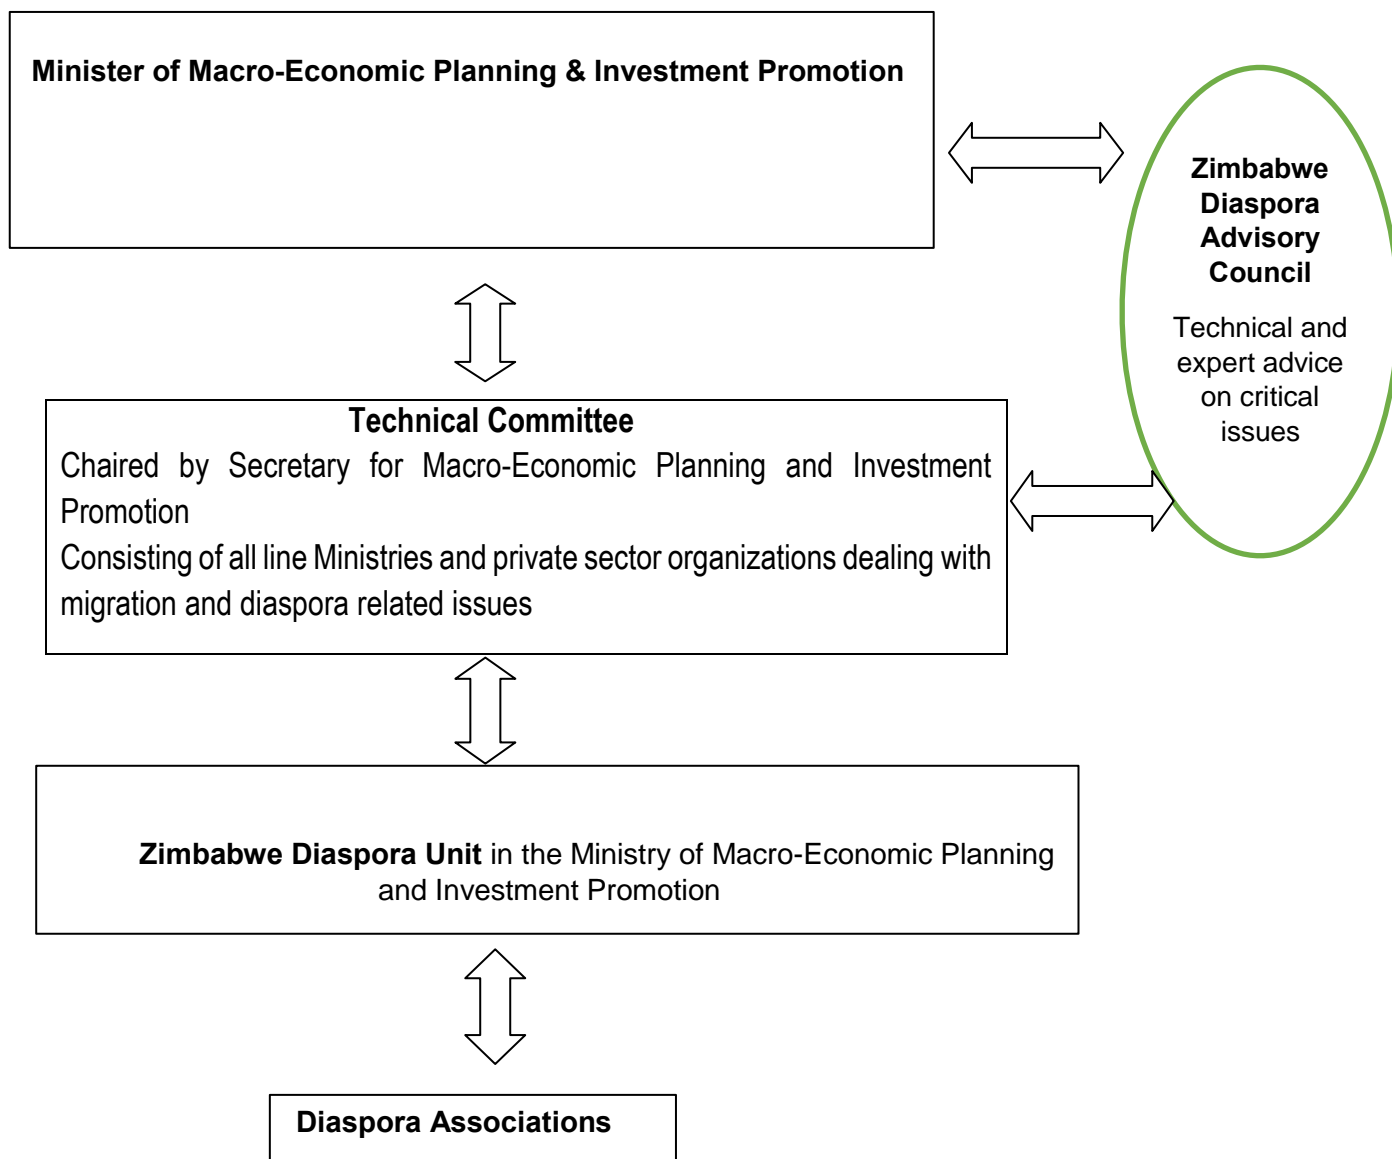 Minister of Macro-Economic Planning & Investment Promotion
Zimbabwe
Diaspora
Advisory
Council
Technical and
expert advice
on critical
issues
Technical Committee
Chaired by Secretary for Macro-Economic Planning and Investment
Promotion
Consisting of all line Ministries and private sector organizations dealing with
migration and diaspora related issues
Zimbabwe Diaspora Unit in the Ministry of Macro-Economic Planning
and Investment Promotion
Diaspora Associations